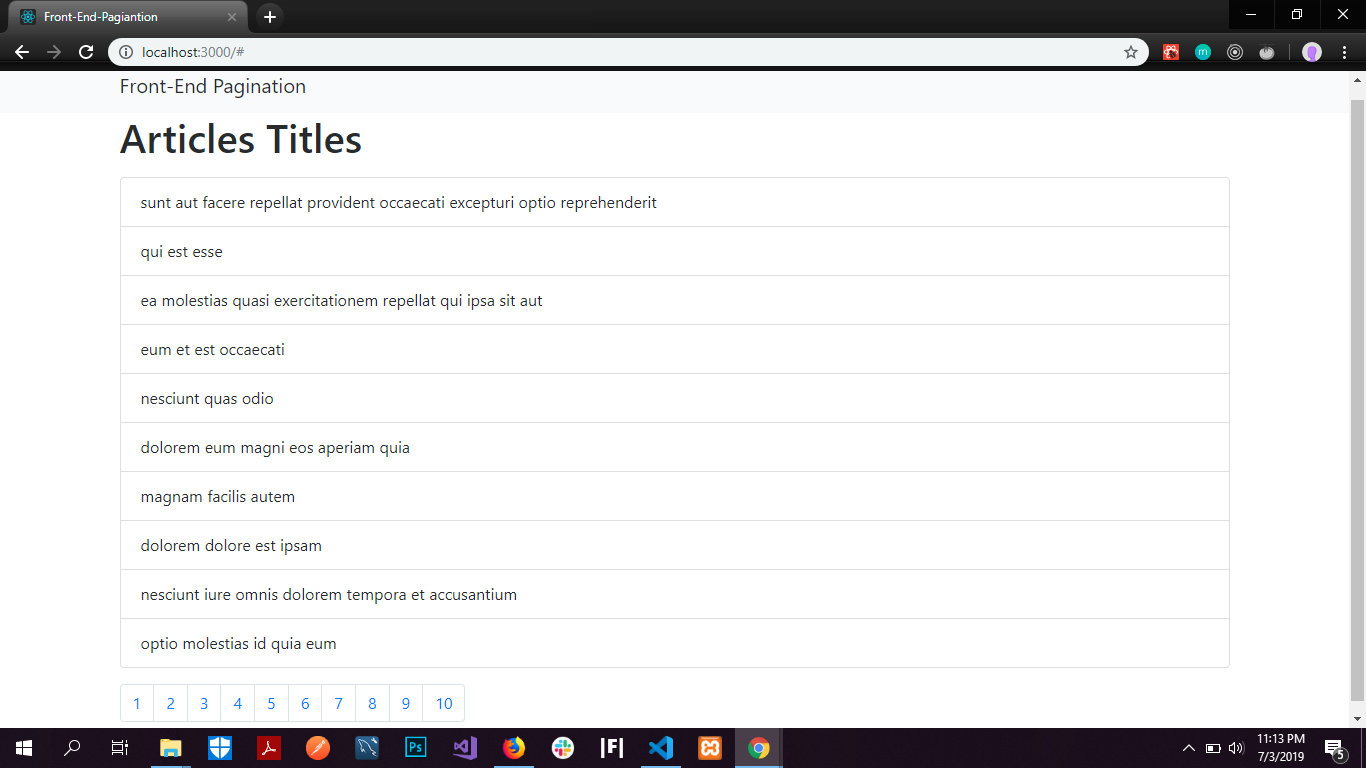 Front-End-Pagiantion
localhost:3000/#
m
Front-End Pagination
Articles Titles
sunt aut facere repellat provident occaecati excepturi optio reprehenderit
qui est esse
ea molestias quasi exercitationem repellat qui ipsa sit aut
eum et est occaecati
nesciunt quas odio
dolorem eum magni eos aperiam quia
magnam facilis autem
dolorem dolore est ipsam
nesciunt iure omnis dolorem tempora et accusantium
optio molestias id quia eum
1 2 3 4 5 6 7 8 9 10
Ps
|F|
11:13 PM
7/3/2019
5